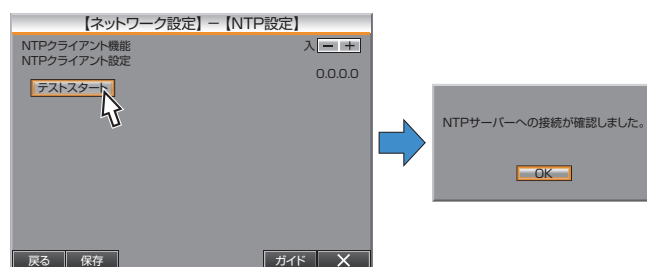 【ネットワーク設定】－【NTP設定】
NTPクライアント機能 入 － ＋
NTPクライアント設定
0.0.0.0
テストスタート
戻る 保存 ガイド ✕
NTPサーバーへの接続が確認しました。
OK